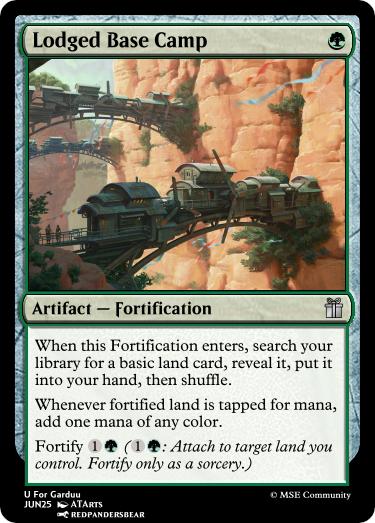 Lodged Base Camp
Artifact — Fortification
When this Fortification enters, search your
library for a basic land card, reveal it, put it
into your hand, then shuffle.
Whenever fortified land is tapped for mana,
add one mana of any color.
Fortify 1 (1: Attach to target land you
control. Fortify only as a sorcery.)
U For Garduu
© MSE Community
JUN25 ATArts
REDPANDERSBEAR